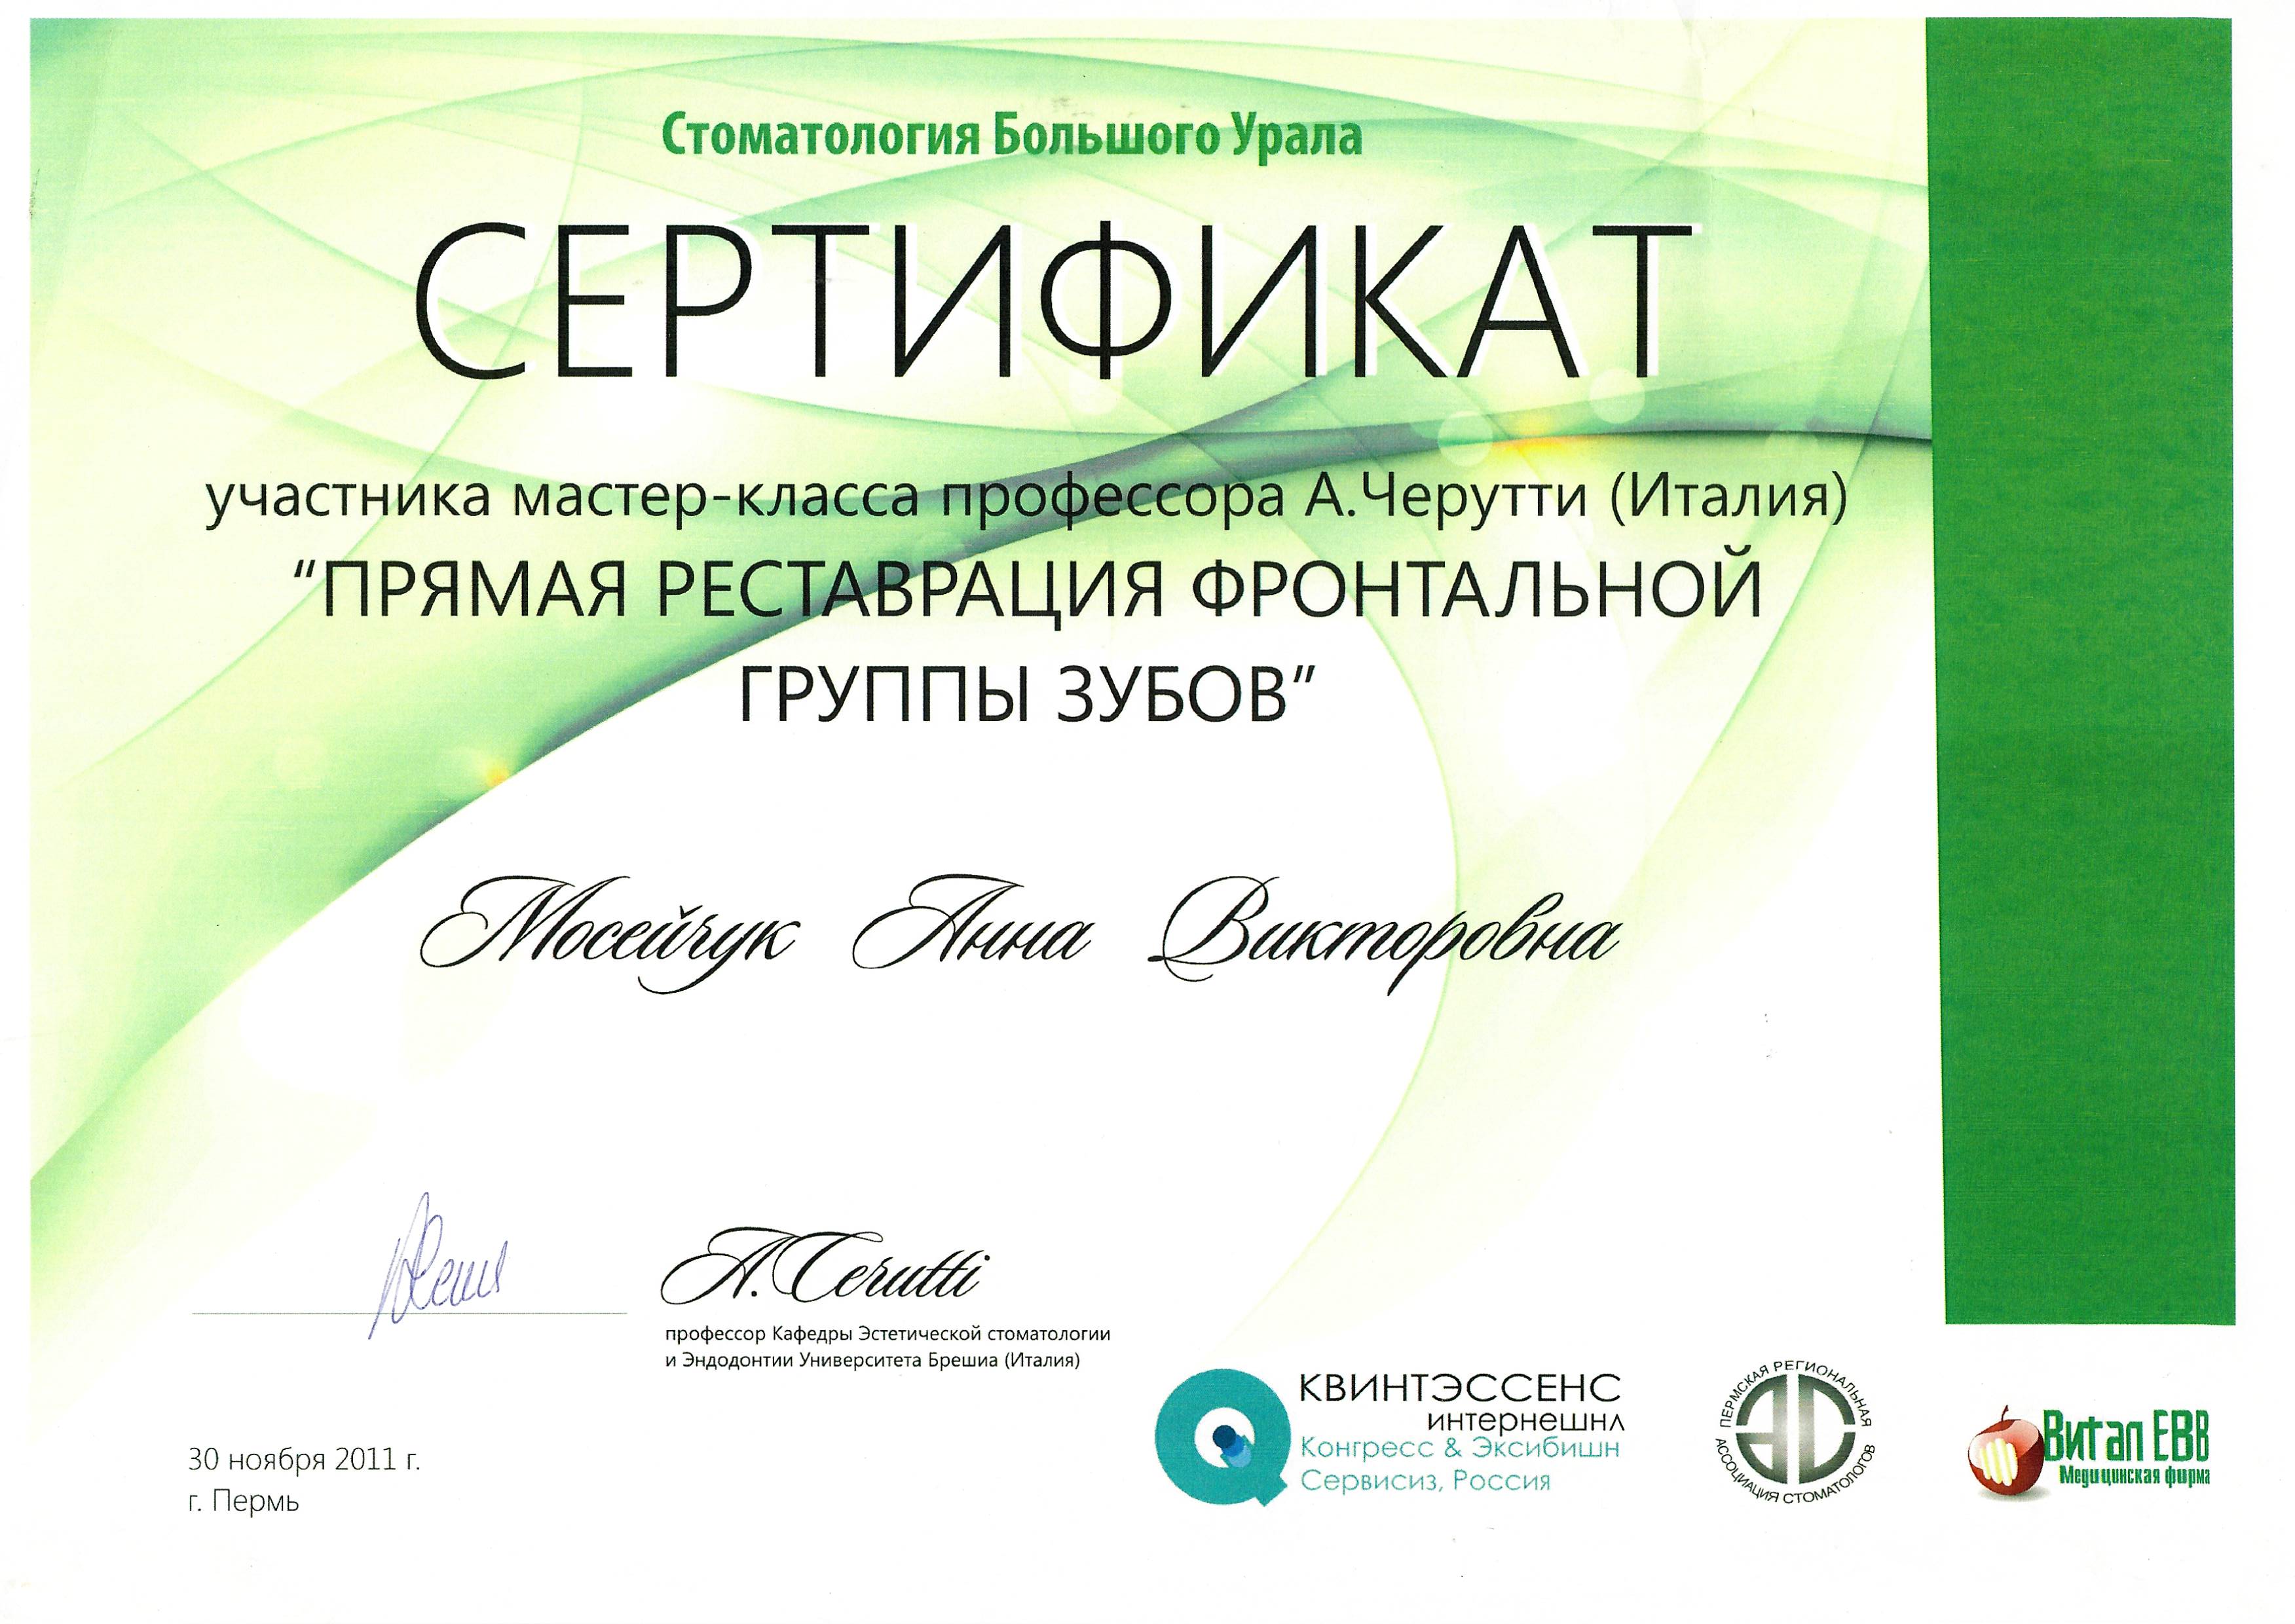 Стоматология Большого Урала
СЕРТИФИКАТ
участника мастер-класса профессора А.Черутти (Италия)
“ПРЯМАЯ РЕСТАВРАЦИЯ ФРОНТАЛЬНОЙ
ГРУППЫ ЗУБОВ”
Мосейчук Анна Викторовна
A.Cerutti
профессор Кафедры Эстетической стоматологии
и Эндодонтии Университета Брешиа (Италия)
30 ноября 2011 г.
г. Пермь
КВИНТЭССЕНС
интернешнл
Конгресс & Эксибишн
Сервисиз, Россия
ПЕРМСКАЯ РЕГИОНАЛЬНАЯ
АССОЦИАЦИЯ СТОМАТОЛОГОВ
Витал ЕВВ
Медицинская фирма